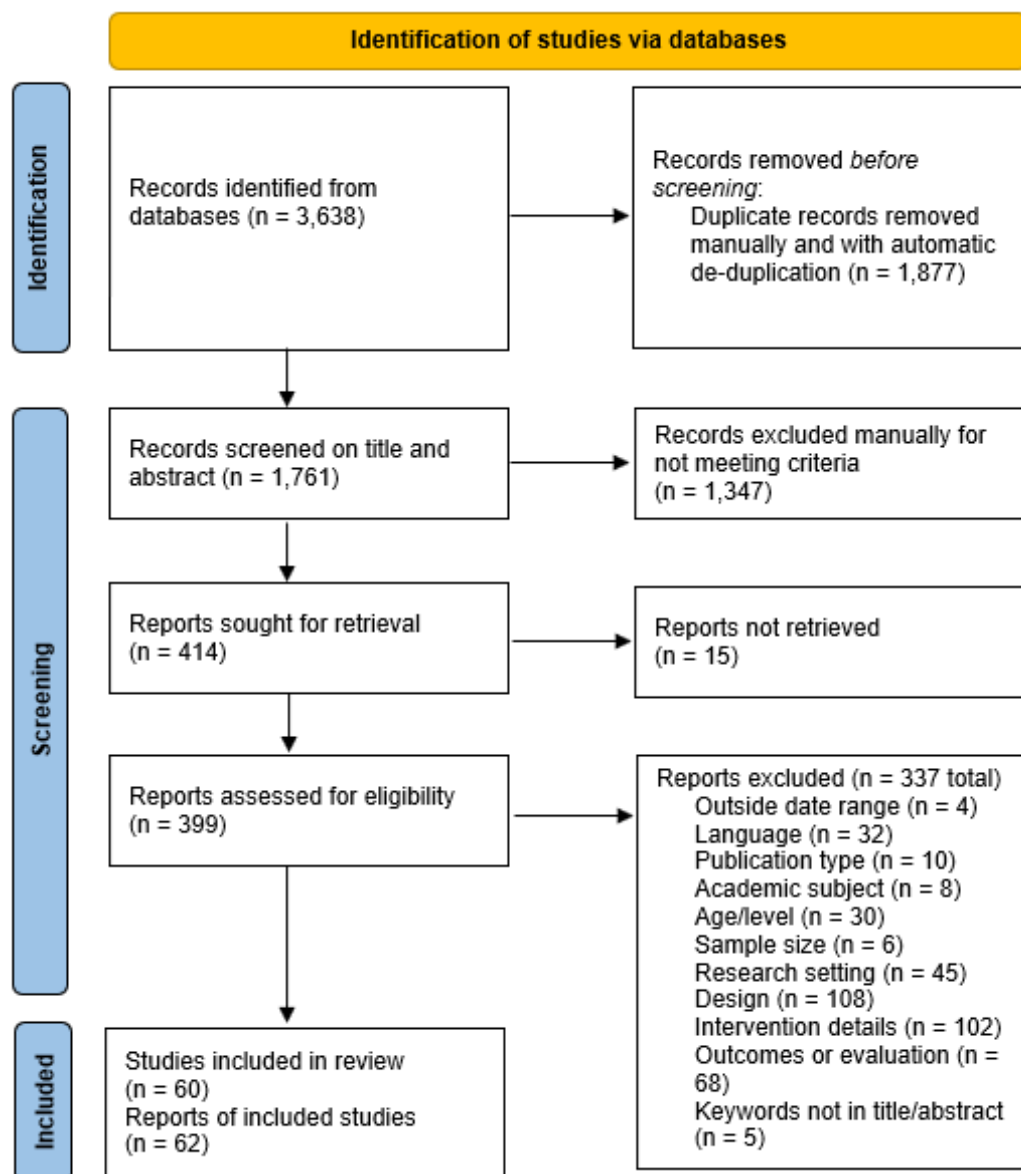 Identification of studies via databases
Identification
Records identified from
databases (n = 3,638)
Records removed before
screening:
Duplicate records removed
manually and with automatic
de-duplication (n = 1,877)
Screening
Records screened on title and
abstract (n = 1,761)
Records excluded manually for
not meeting criteria
(n = 1,347)
Reports sought for retrieval
(n = 414)
Reports not retrieved
(n = 15)
Reports assessed for eligibility
(n = 399)
Reports excluded (n = 337 total)
Outside date range (n = 4)
Language (n = 32)
Publication type (n = 10)
Academic subject (n = 8)
Age/level (n = 30)
Sample size (n = 6)
Research setting (n = 45)
Design (n = 108)
Intervention details (n = 102)
Outcomes or evaluation (n =
68)
Keywords not in title/abstract
(n = 5)
Included
Studies included in review
(n = 60)
Reports of included studies
(n = 62)